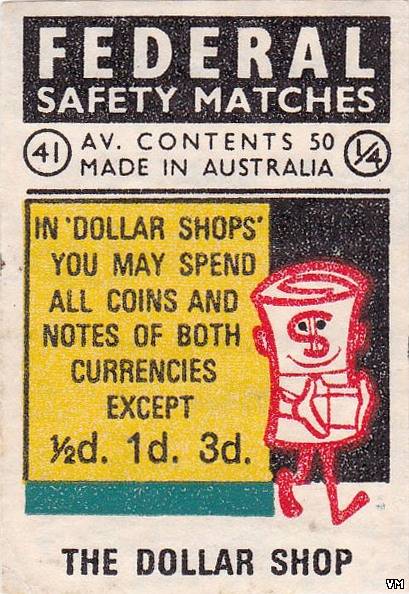 FEDERAL
SAFETY MATCHES
41 AV. CONTENTS 50 1/4
MADE IN AUSTRALIA
IN 'DOLLAR SHOPS'
YOU MAY SPEND
ALL COINS AND
NOTES OF BOTH
CURRENCIES
EXCEPT
½d. 1d. 3d.
$
THE DOLLAR SHOP
VM